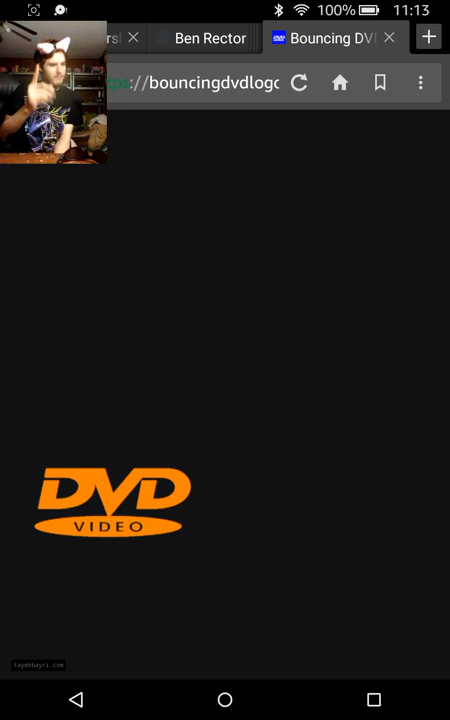 100% 11:13
Ben Rector
Bouncing DV
://bouncingdvdlogo
DVD
VIDEO
tayehbayri.com